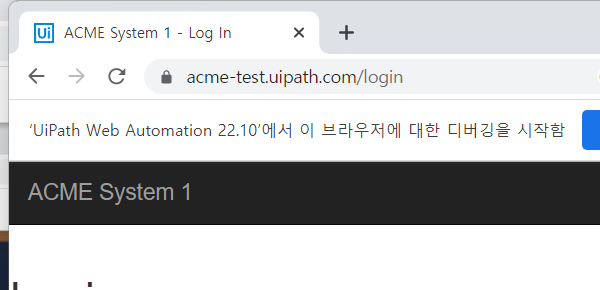 Ui ACME System 1 - Log In
acme-test.uipath.com/login
‘UiPath Web Automation 22.10’에서 이 브라우저에 대한 디버깅을 시작함
ACME System 1